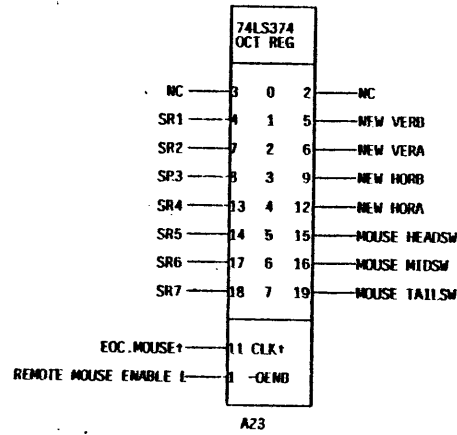 74LS374
OCT REG
NC 3 0 2 NC
SR1 4 1 5 NEW VERB
SR2 7 2 6 NEW VERA
SR3 8 3 9 NEW HORB
SR4 13 4 12 NEW HORA
SR5 14 5 15 MOUSE HEADSW
SR6 17 6 16 MOUSE MIDSW
SR7 18 7 19 MOUSE TAILSW
EOC.MOUSE↑ 11 CLK↑
REMOTE MOUSE ENABLE 1 -OENB
A23